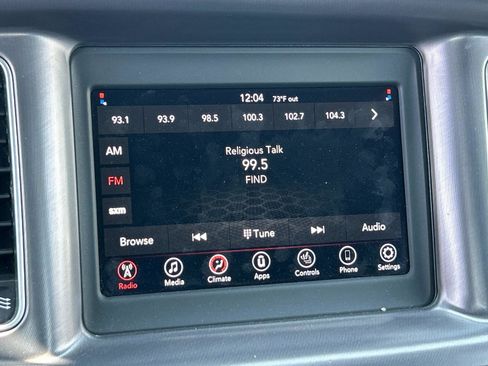 12:04 73°F out
93.1 93.9 98.5 100.3 102.7 104.3
AM
Religious Talk
99.5
FM
FIND
sxm
Browse Tune Audio
Radio Media Climate Apps Controls Phone Settings